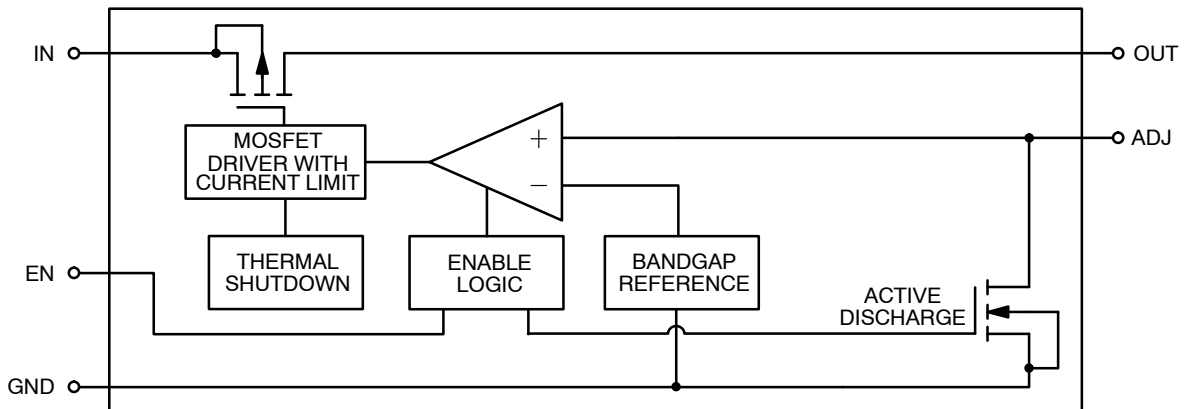 IN
OUT
MOSFET
DRIVER WITH
CURRENT LIMIT
+
−
ADJ
THERMAL
SHUTDOWN
ENABLE
LOGIC
BANDGAP
REFERENCE
EN
ACTIVE
DISCHARGE
GND